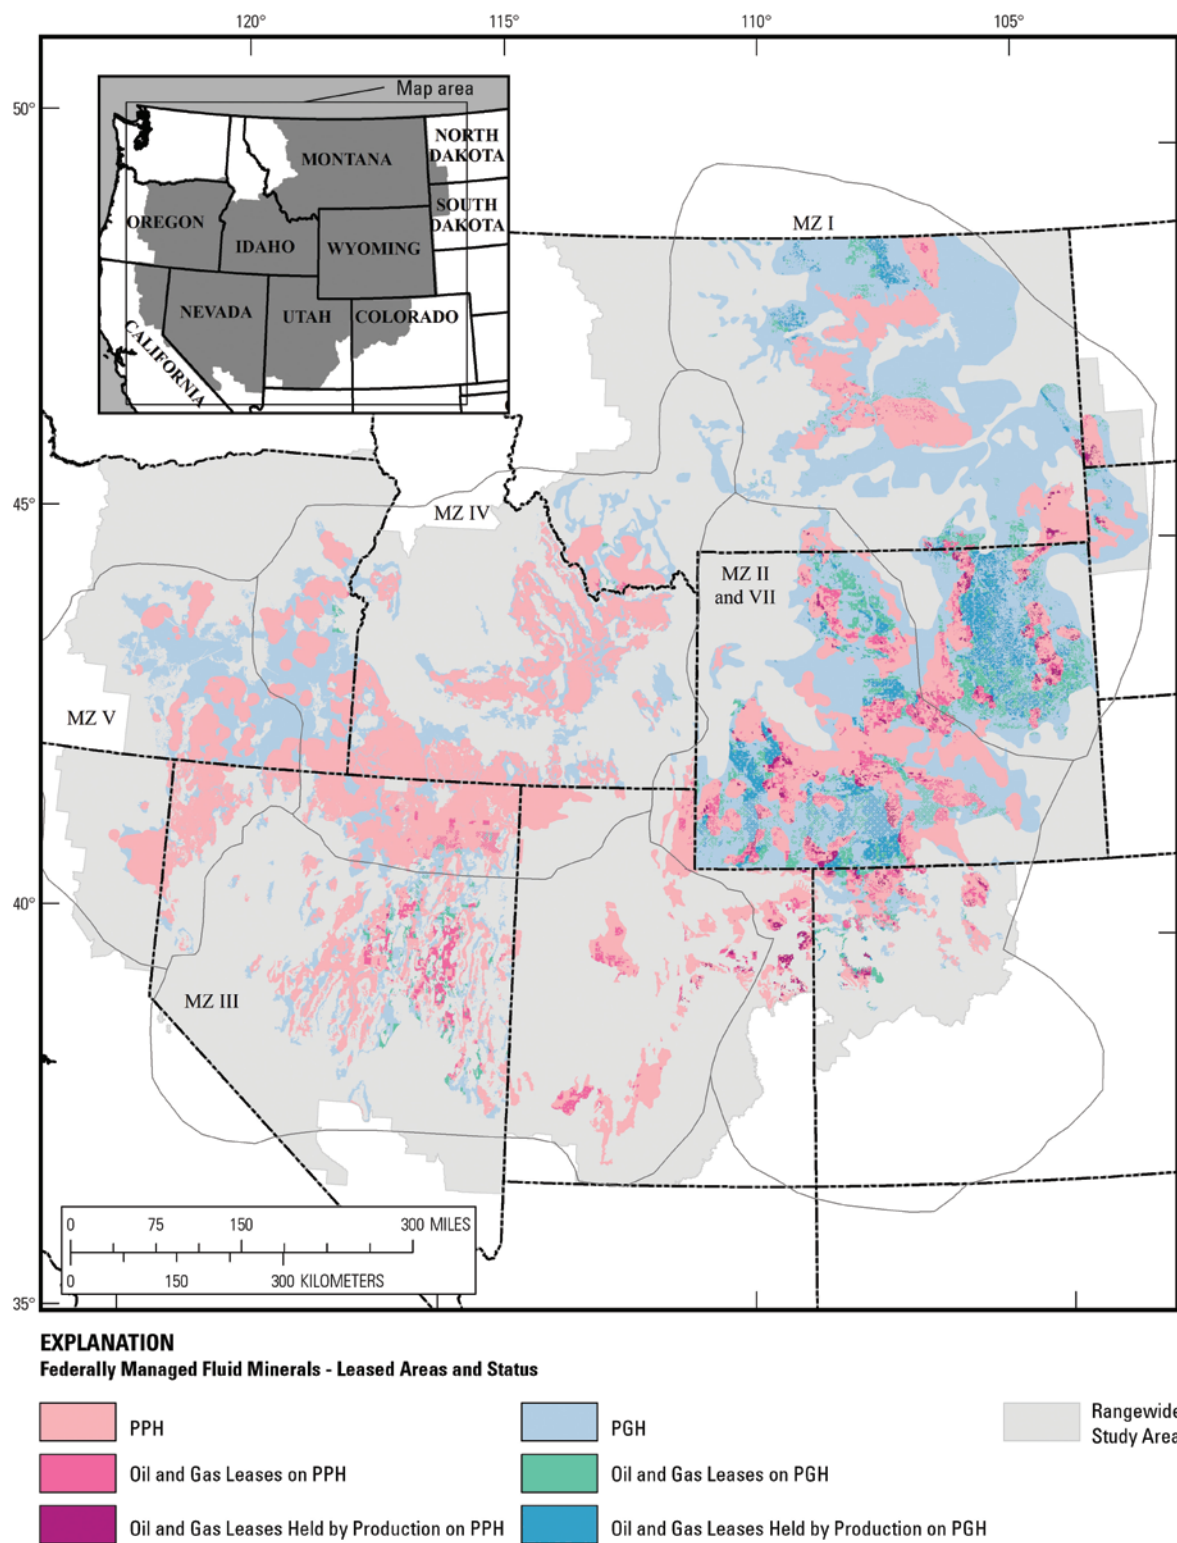 120°
115°
110°
105°
50°
45°
40°
35°
Map area
NORTH
DAKOTA
MONTANA
SOUTH
DAKOTA
OREGON
IDAHO
WYOMING
NEVADA
UTAH
COLORADO
CALIFORNIA
MZ I
MZ IV
MZ II
and VII
MZ V
MZ III
0 75 150 300 MILES
0 150 300 KILOMETERS
EXPLANATION
Federally Managed Fluid Minerals - Leased Areas and Status
PPH
PGH
Rangewide
Study Area
Oil and Gas Leases on PPH
Oil and Gas Leases on PGH
Oil and Gas Leases Held by Production on PPH
Oil and Gas Leases Held by Production on PGH